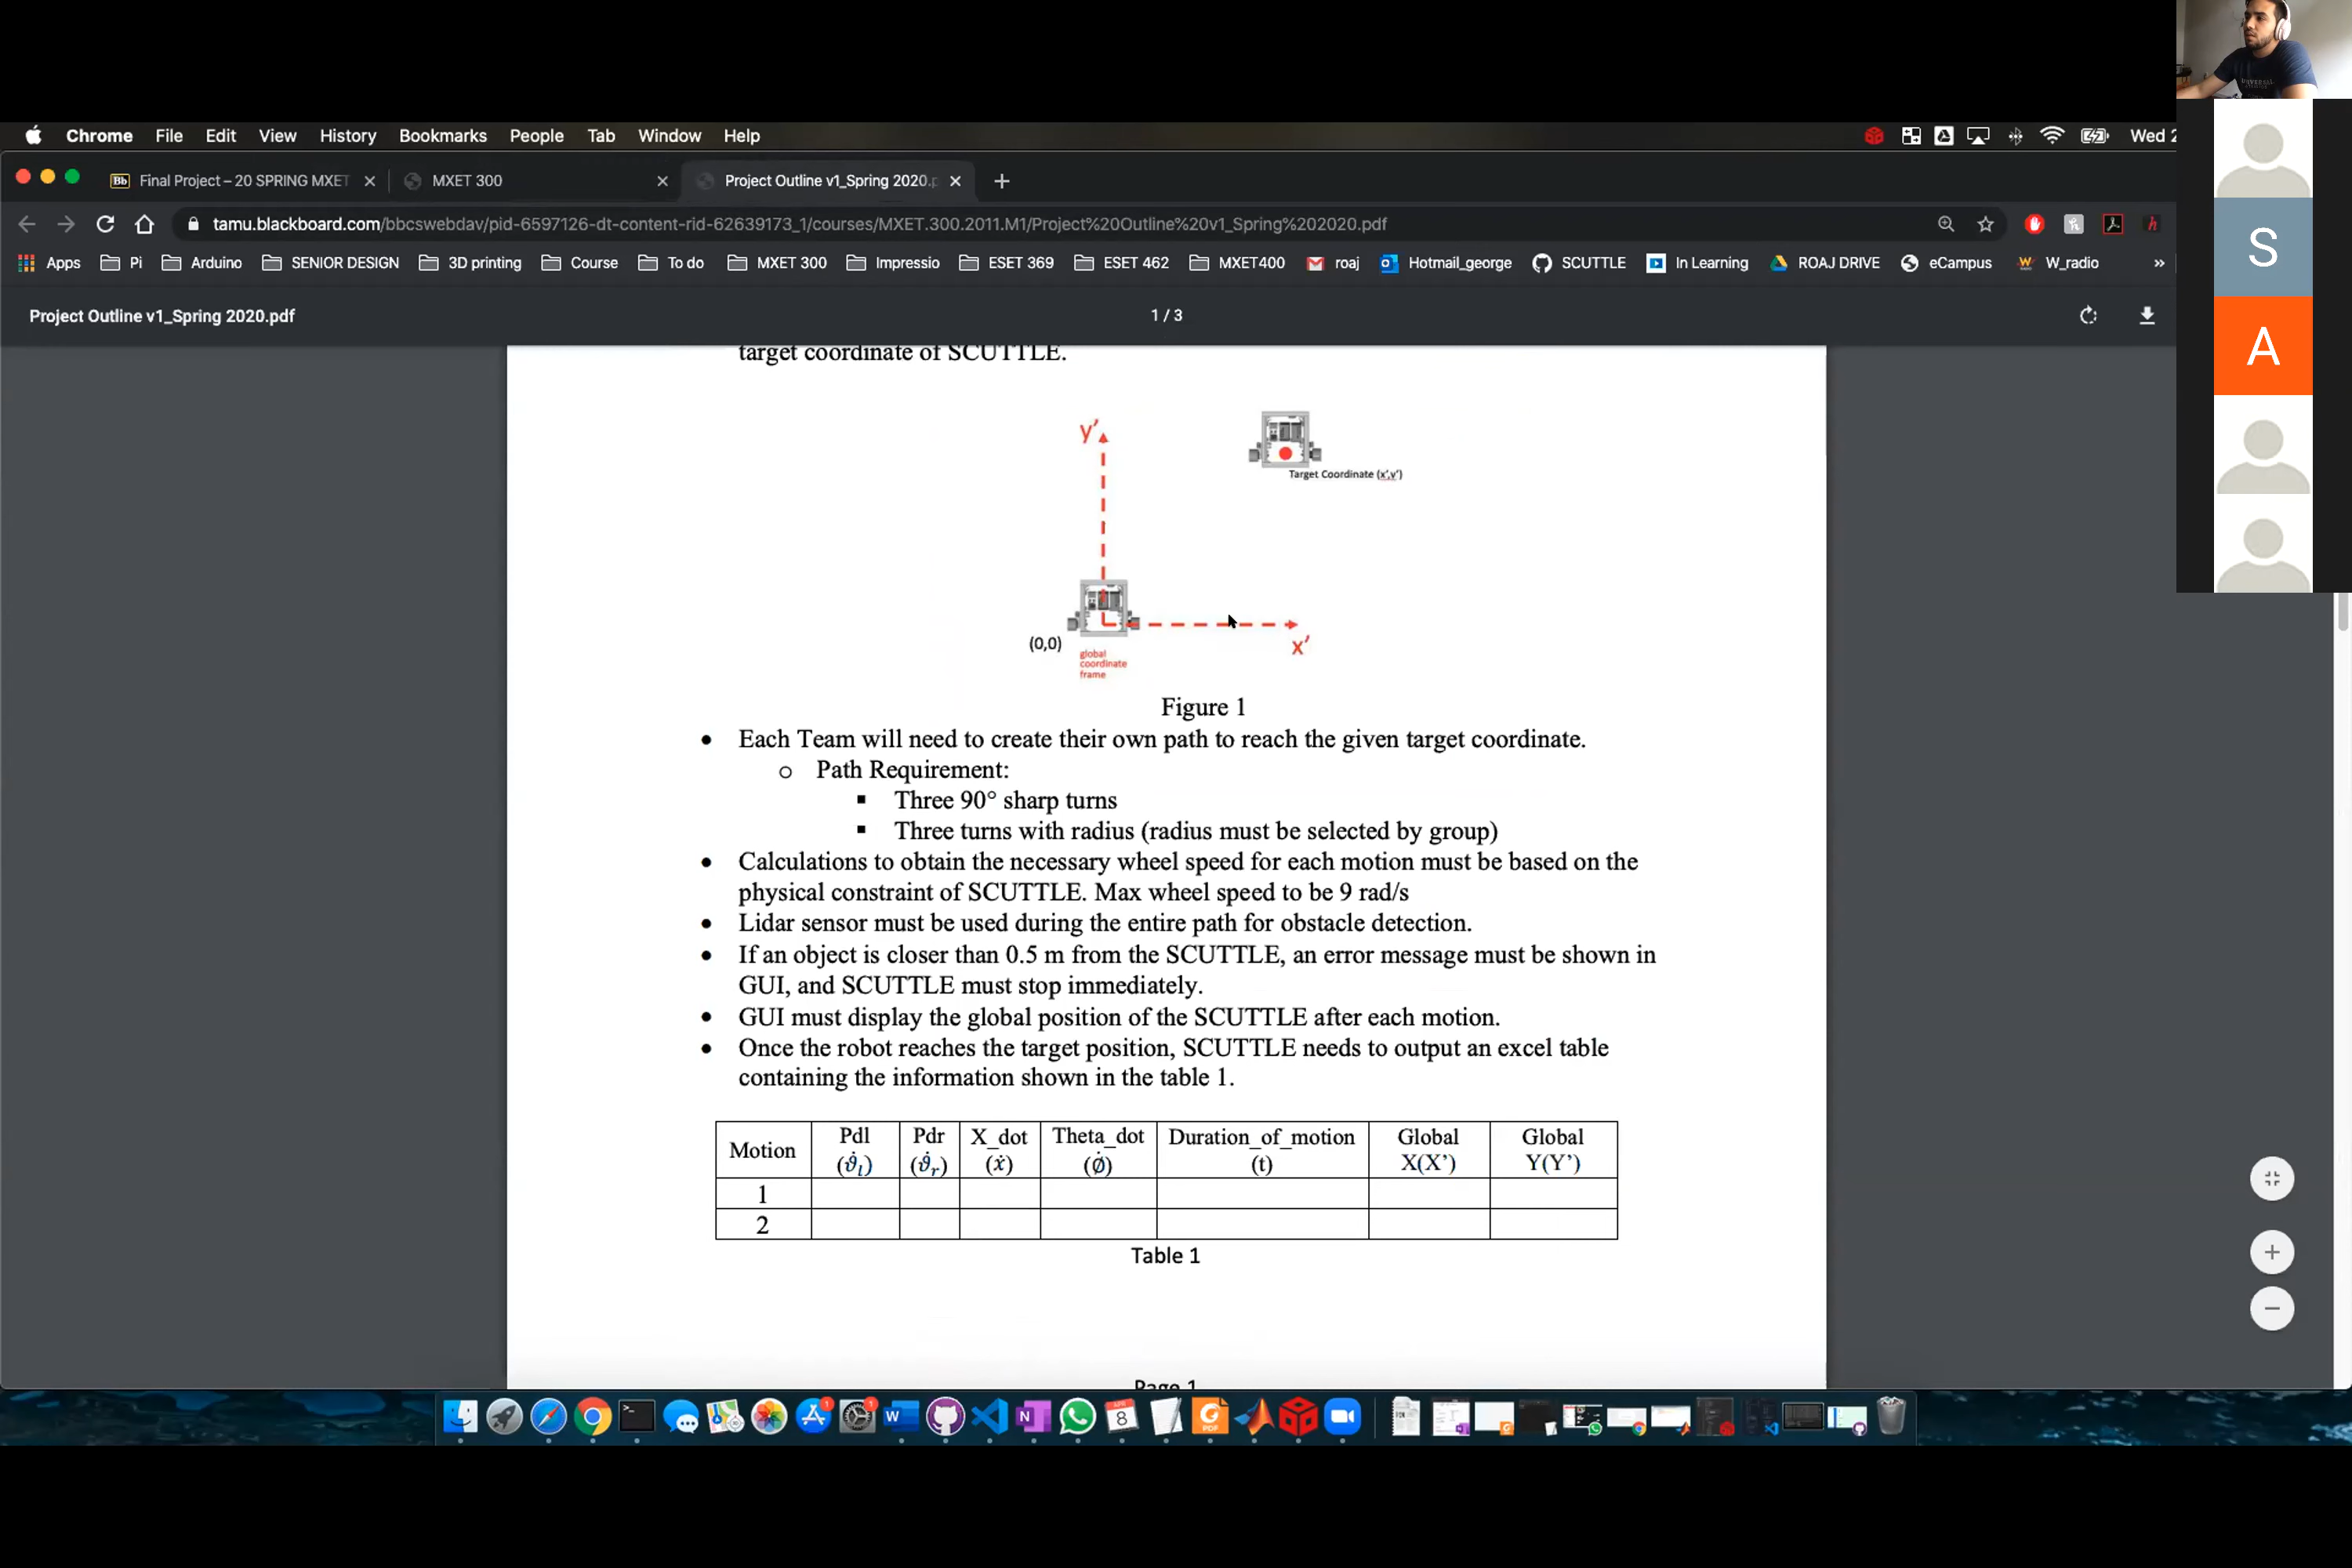 Chrome File Edit View History Bookmarks People Tab Window Help Wed 2
Bb Final Project – 20 SPRING MXET MXET 300 Project Outline v1_Spring 2020.p
tamu.blackboard.com/bbcswebdav/pid-6597126-dt-content-rid-62639173_1/courses/MXET.300.2011.M1/Project%20Outline%20v1_Spring%202020.pdf
Apps Pi Arduino SENIOR DESIGN 3D printing Course To do MXET 300 Impressio ESET 369 ESET 462 MXET400 roaj Hotmail_george SCUTTLE In Learning ROAJ DRIVE eCampus W_radio »
S
A
Project Outline v1_Spring 2020.pdf 1 / 3
target coordinate of SCUTTLE.
y’
Target Coordinate (x’,y’)
(0,0)
x’
global
coordinate
frame
Figure 1
• Each Team will need to create their own path to reach the given target coordinate.
o Path Requirement:
▪ Three 90° sharp turns
▪ Three turns with radius (radius must be selected by group)
• Calculations to obtain the necessary wheel speed for each motion must be based on the
physical constraint of SCUTTLE. Max wheel speed to be 9 rad/s
• Lidar sensor must be used during the entire path for obstacle detection.
• If an object is closer than 0.5 m from the SCUTTLE, an error message must be shown in
GUI, and SCUTTLE must stop immediately.
• GUI must display the global position of the SCUTTLE after each motion.
• Once the robot reaches the target position, SCUTTLE needs to output an excel table
containing the information shown in the table 1.
Motion Pdl (ϑ̇l) Pdr (ϑ̇r) X_dot (ẋ) Theta_dot (ø̇) Duration_of_motion (t) Global X(X’) Global Y(Y’)
1
2
Table 1
Page 1